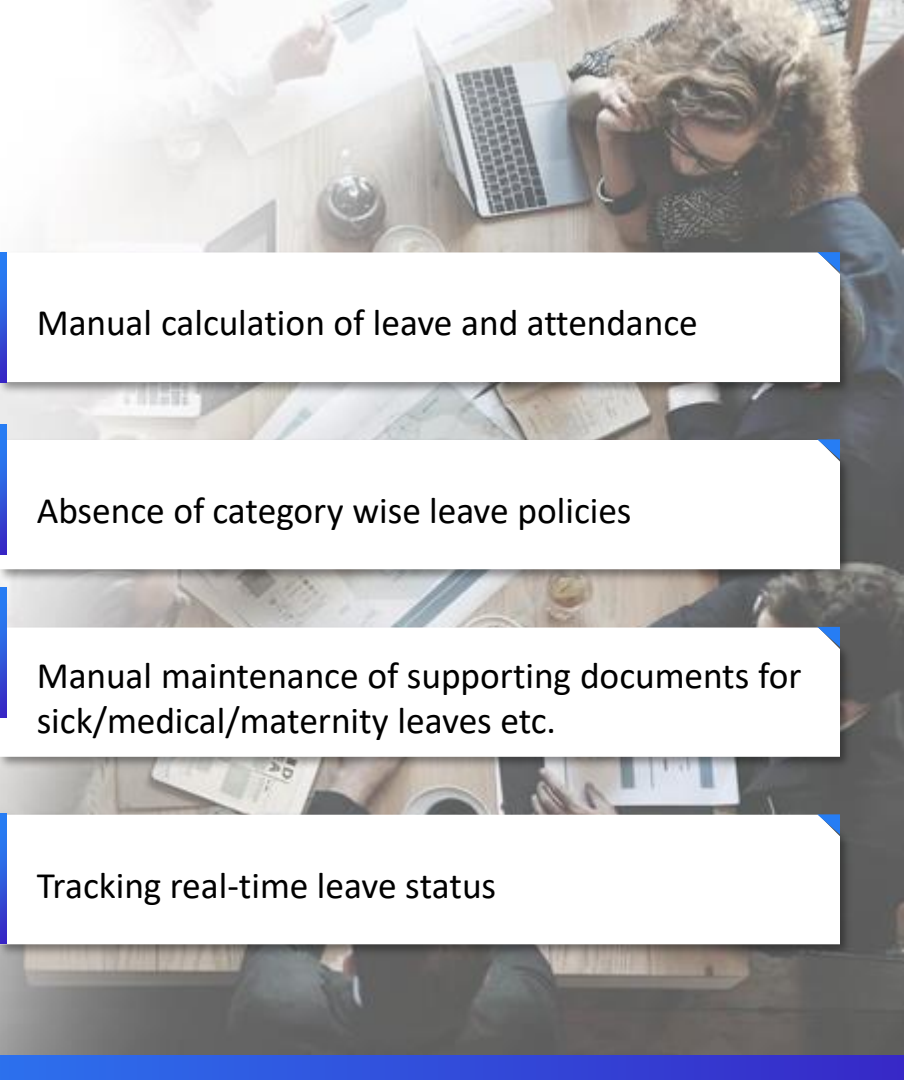 Manual calculation of leave and attendance
Absence of category wise leave policies
Manual maintenance of supporting documents for
sick/medical/maternity leaves etc.
Tracking real-time leave status